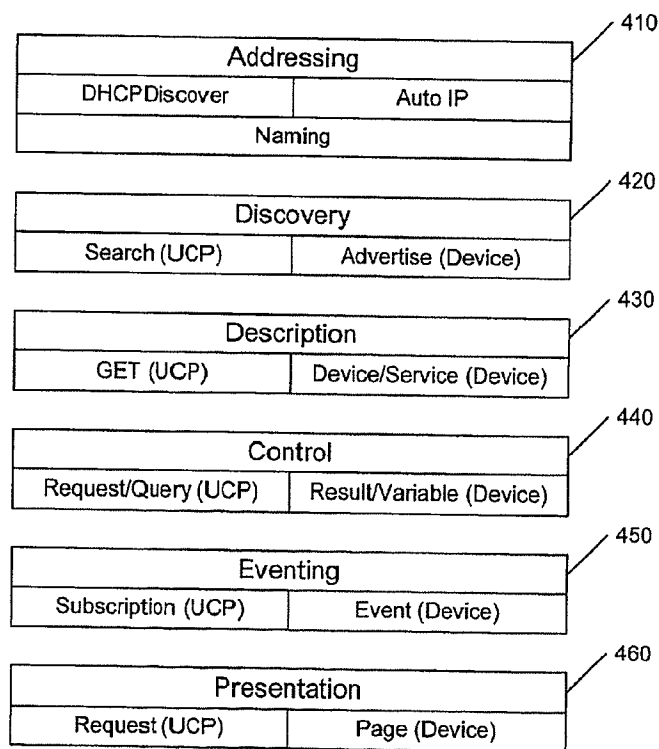 410
Addressing
DHCPDiscover Auto IP
Naming
420
Discovery
Search (UCP) Advertise (Device)
430
Description
GET (UCP) Device/Service (Device)
440
Control
Request/Query (UCP) Result/Variable (Device)
450
Eventing
Subscription (UCP) Event (Device)
460
Presentation
Request (UCP) Page (Device)